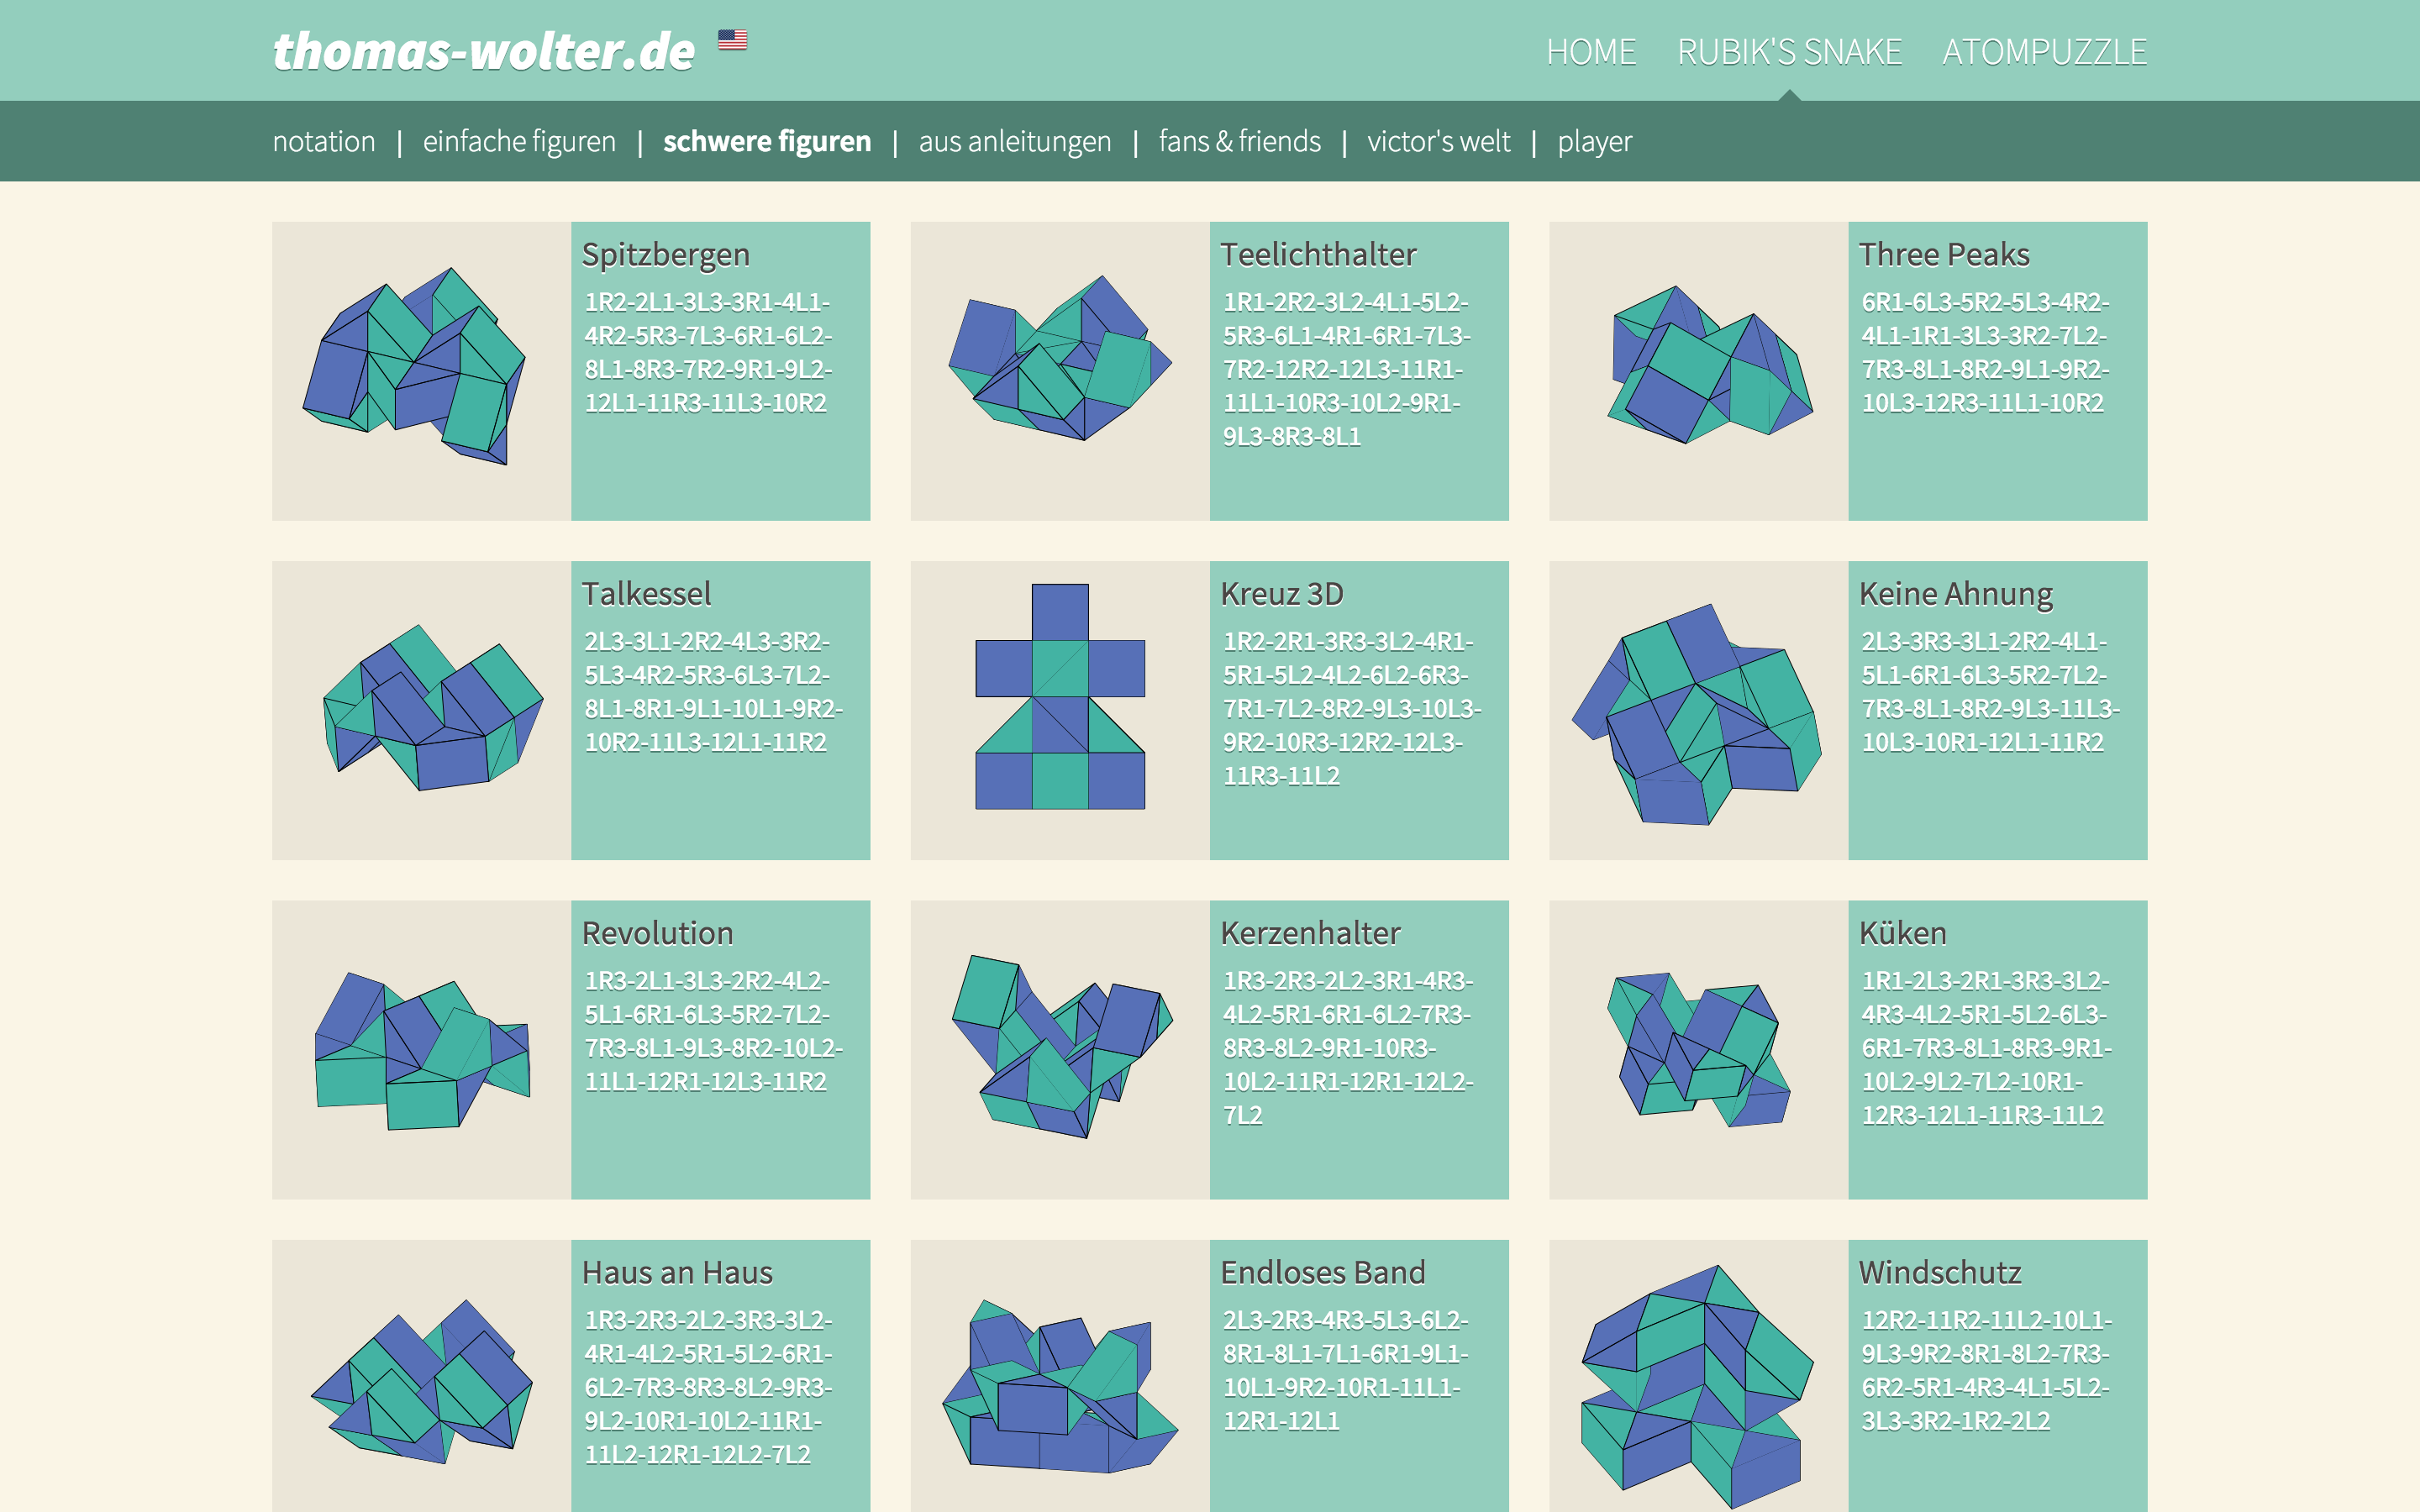 thomas-wolter.de
HOME RUBIK'S SNAKE ATOMPUZZLE
notation | einfache figuren | schwere figuren | aus anleitungen | fans & friends | victor's welt | player
Spitzbergen
1R2-2L1-3L3-3R1-4L1-
4R2-5R3-7L3-6R1-6L2-
8L1-8R3-7R2-9R1-9L2-
12L1-11R3-11L3-10R2
Teelichthalter
1R1-2R2-3L2-4L1-5L2-
5R3-6L1-4R1-6R1-7L3-
7R2-12R2-12L3-11R1-
11L1-10R3-10L2-9R1-
9L3-8R3-8L1
Three Peaks
6R1-6L3-5R2-5L3-4R2-
4L1-1R1-3L3-3R2-7L2-
7R3-8L1-8R2-9L1-9R2-
10L3-12R3-11L1-10R2
Talkessel
2L3-3L1-2R2-4L3-3R2-
5L3-4R2-5R3-6L3-7L2-
8L1-8R1-9L1-10L1-9R2-
10R2-11L3-12L1-11R2
Kreuz 3D
1R2-2R1-3R3-3L2-4R1-
5R1-5L2-4L2-6L2-6R3-
7R1-7L2-8R2-9L3-10L3-
9R2-10R3-12R2-12L3-
11R3-11L2
Keine Ahnung
2L3-3R3-3L1-2R2-4L1-
5L1-6R1-6L3-5R2-7L2-
7R3-8L1-8R2-9L3-11L3-
10L3-10R1-12L1-11R2
Revolution
1R3-2L1-3L3-2R2-4L2-
5L1-6R1-6L3-5R2-7L2-
7R3-8L1-9L3-8R2-10L2-
11L1-12R1-12L3-11R2
Kerzenhalter
1R3-2R3-2L2-3R1-4R3-
4L2-5R1-6R1-6L2-7R3-
8R3-8L2-9R1-10R3-
10L2-11R1-12R1-12L2-
7L2
Küken
1R1-2L3-2R1-3R3-3L2-
4R3-4L2-5R1-5L2-6L3-
6R1-7R3-8L1-8R3-9R1-
10L2-9L2-7L2-10R1-
12R3-12L1-11R3-11L2
Haus an Haus
1R3-2R3-2L2-3R3-3L2-
4R1-4L2-5R1-5L2-6R1-
6L2-7R3-8R3-8L2-9R3-
9L2-10R1-10L2-11R1-
11L2-12R1-12L2-7L2
Endloses Band
2L3-2R3-4R3-5L3-6L2-
8R1-8L1-7L1-6R1-9L1-
10L1-9R2-10R1-11L1-
12R1-12L1
Windschutz
12R2-11R2-11L2-10L1-
9L3-9R2-8R1-8L2-7R3-
6R2-5R1-4R3-4L1-5L2-
3L3-3R2-1R2-2L2